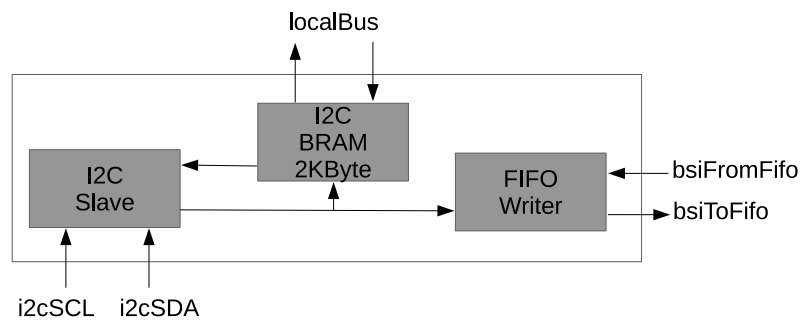 localBus
I2C
BRAM
2KByte
I2C
Slave
FIFO
Writer
bsiFromFifo
bsiToFifo
i2cSCL
i2cSDA